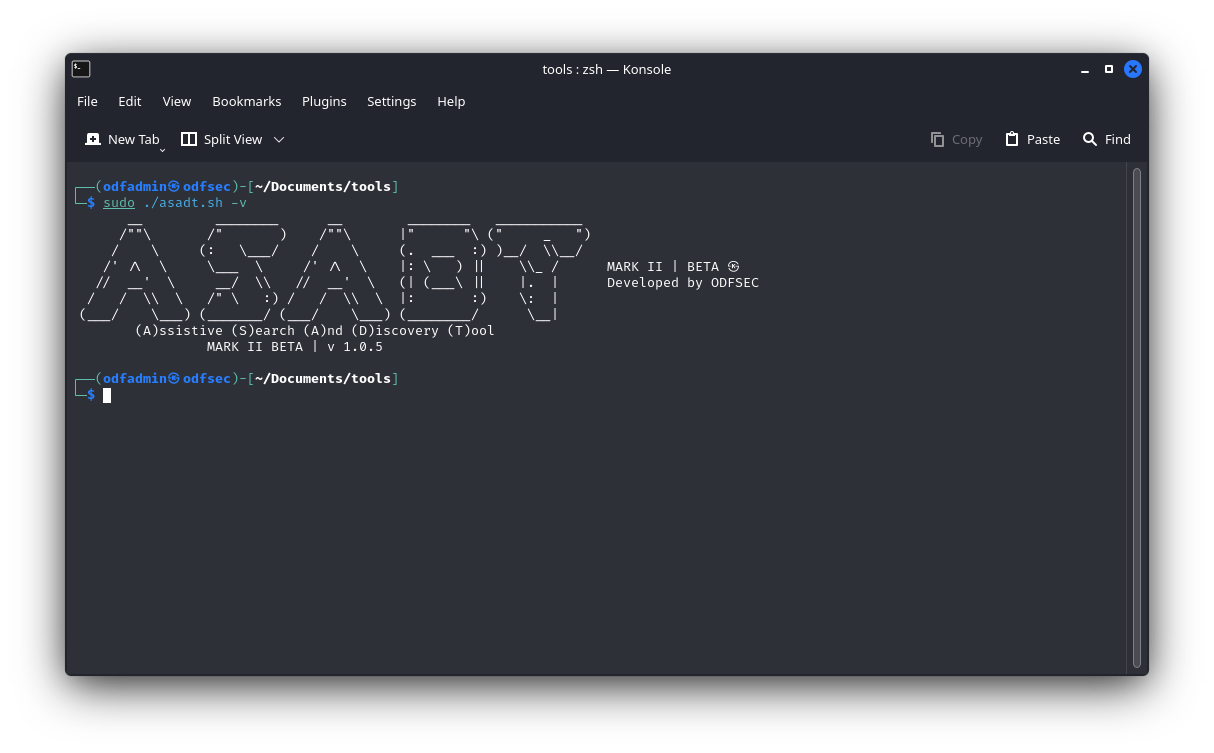 tools : zsh — Konsole
File Edit View Bookmarks Plugins Settings Help
New Tab Split View Copy Paste Find
┌──(odfadmin㉿odfsec)-[~/Documents/tools]
└─$ sudo ./asadt.sh -v
ASADT
MARK II | BETA ㉿
Developed by ODFSEC
(A)ssistive (S)earch (A)nd (D)iscovery (T)ool
MARK II BETA | v 1.0.5
┌──(odfadmin㉿odfsec)-[~/Documents/tools]
└─$